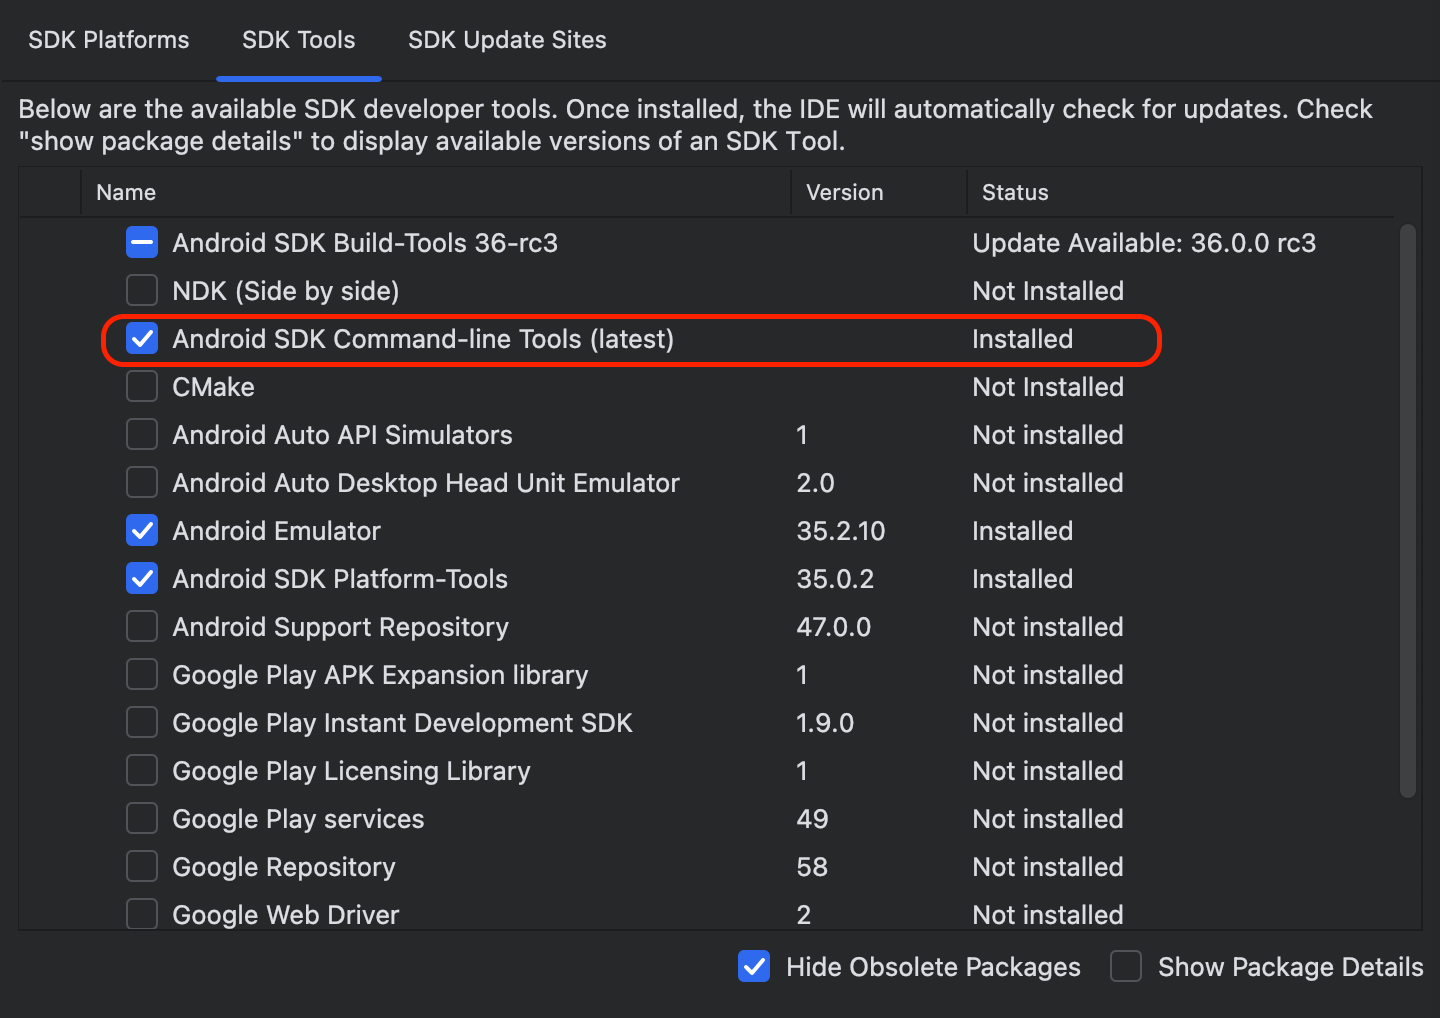 SDK Platforms SDK Tools SDK Update Sites
Below are the available SDK developer tools. Once installed, the IDE will automatically check for updates. Check
"show package details" to display available versions of an SDK Tool.
Name Version Status
Android SDK Build-Tools 36-rc3 Update Available: 36.0.0 rc3
NDK (Side by side) Not Installed
Android SDK Command-line Tools (latest) Installed
CMake Not Installed
Android Auto API Simulators 1 Not installed
Android Auto Desktop Head Unit Emulator 2.0 Not installed
Android Emulator 35.2.10 Installed
Android SDK Platform-Tools 35.0.2 Installed
Android Support Repository 47.0.0 Not installed
Google Play APK Expansion library 1 Not installed
Google Play Instant Development SDK 1.9.0 Not installed
Google Play Licensing Library 1 Not installed
Google Play services 49 Not installed
Google Repository 58 Not installed
Google Web Driver 2 Not installed
Hide Obsolete Packages Show Package Details